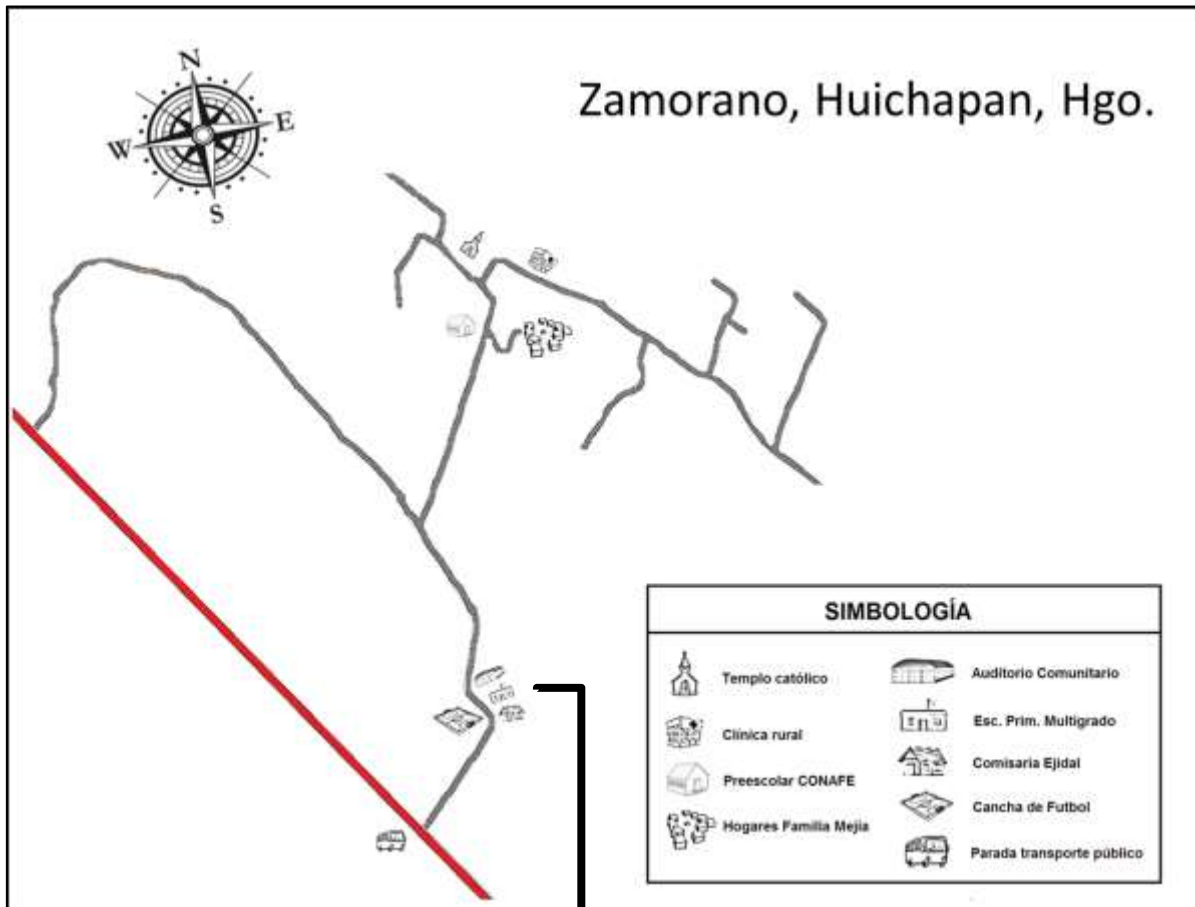 N
Zamorano, Huichapan, Hgo.
E
W
S
SIMBOLOGÍA
Templo católico
Clínica rural
Preescolar CONAFE
Hogares Familia Mejía
Auditorio Comunitario
Esc. Prim. Multigrado
Comisaria Ejidal
Cancha de Futbol
Parada transporte público